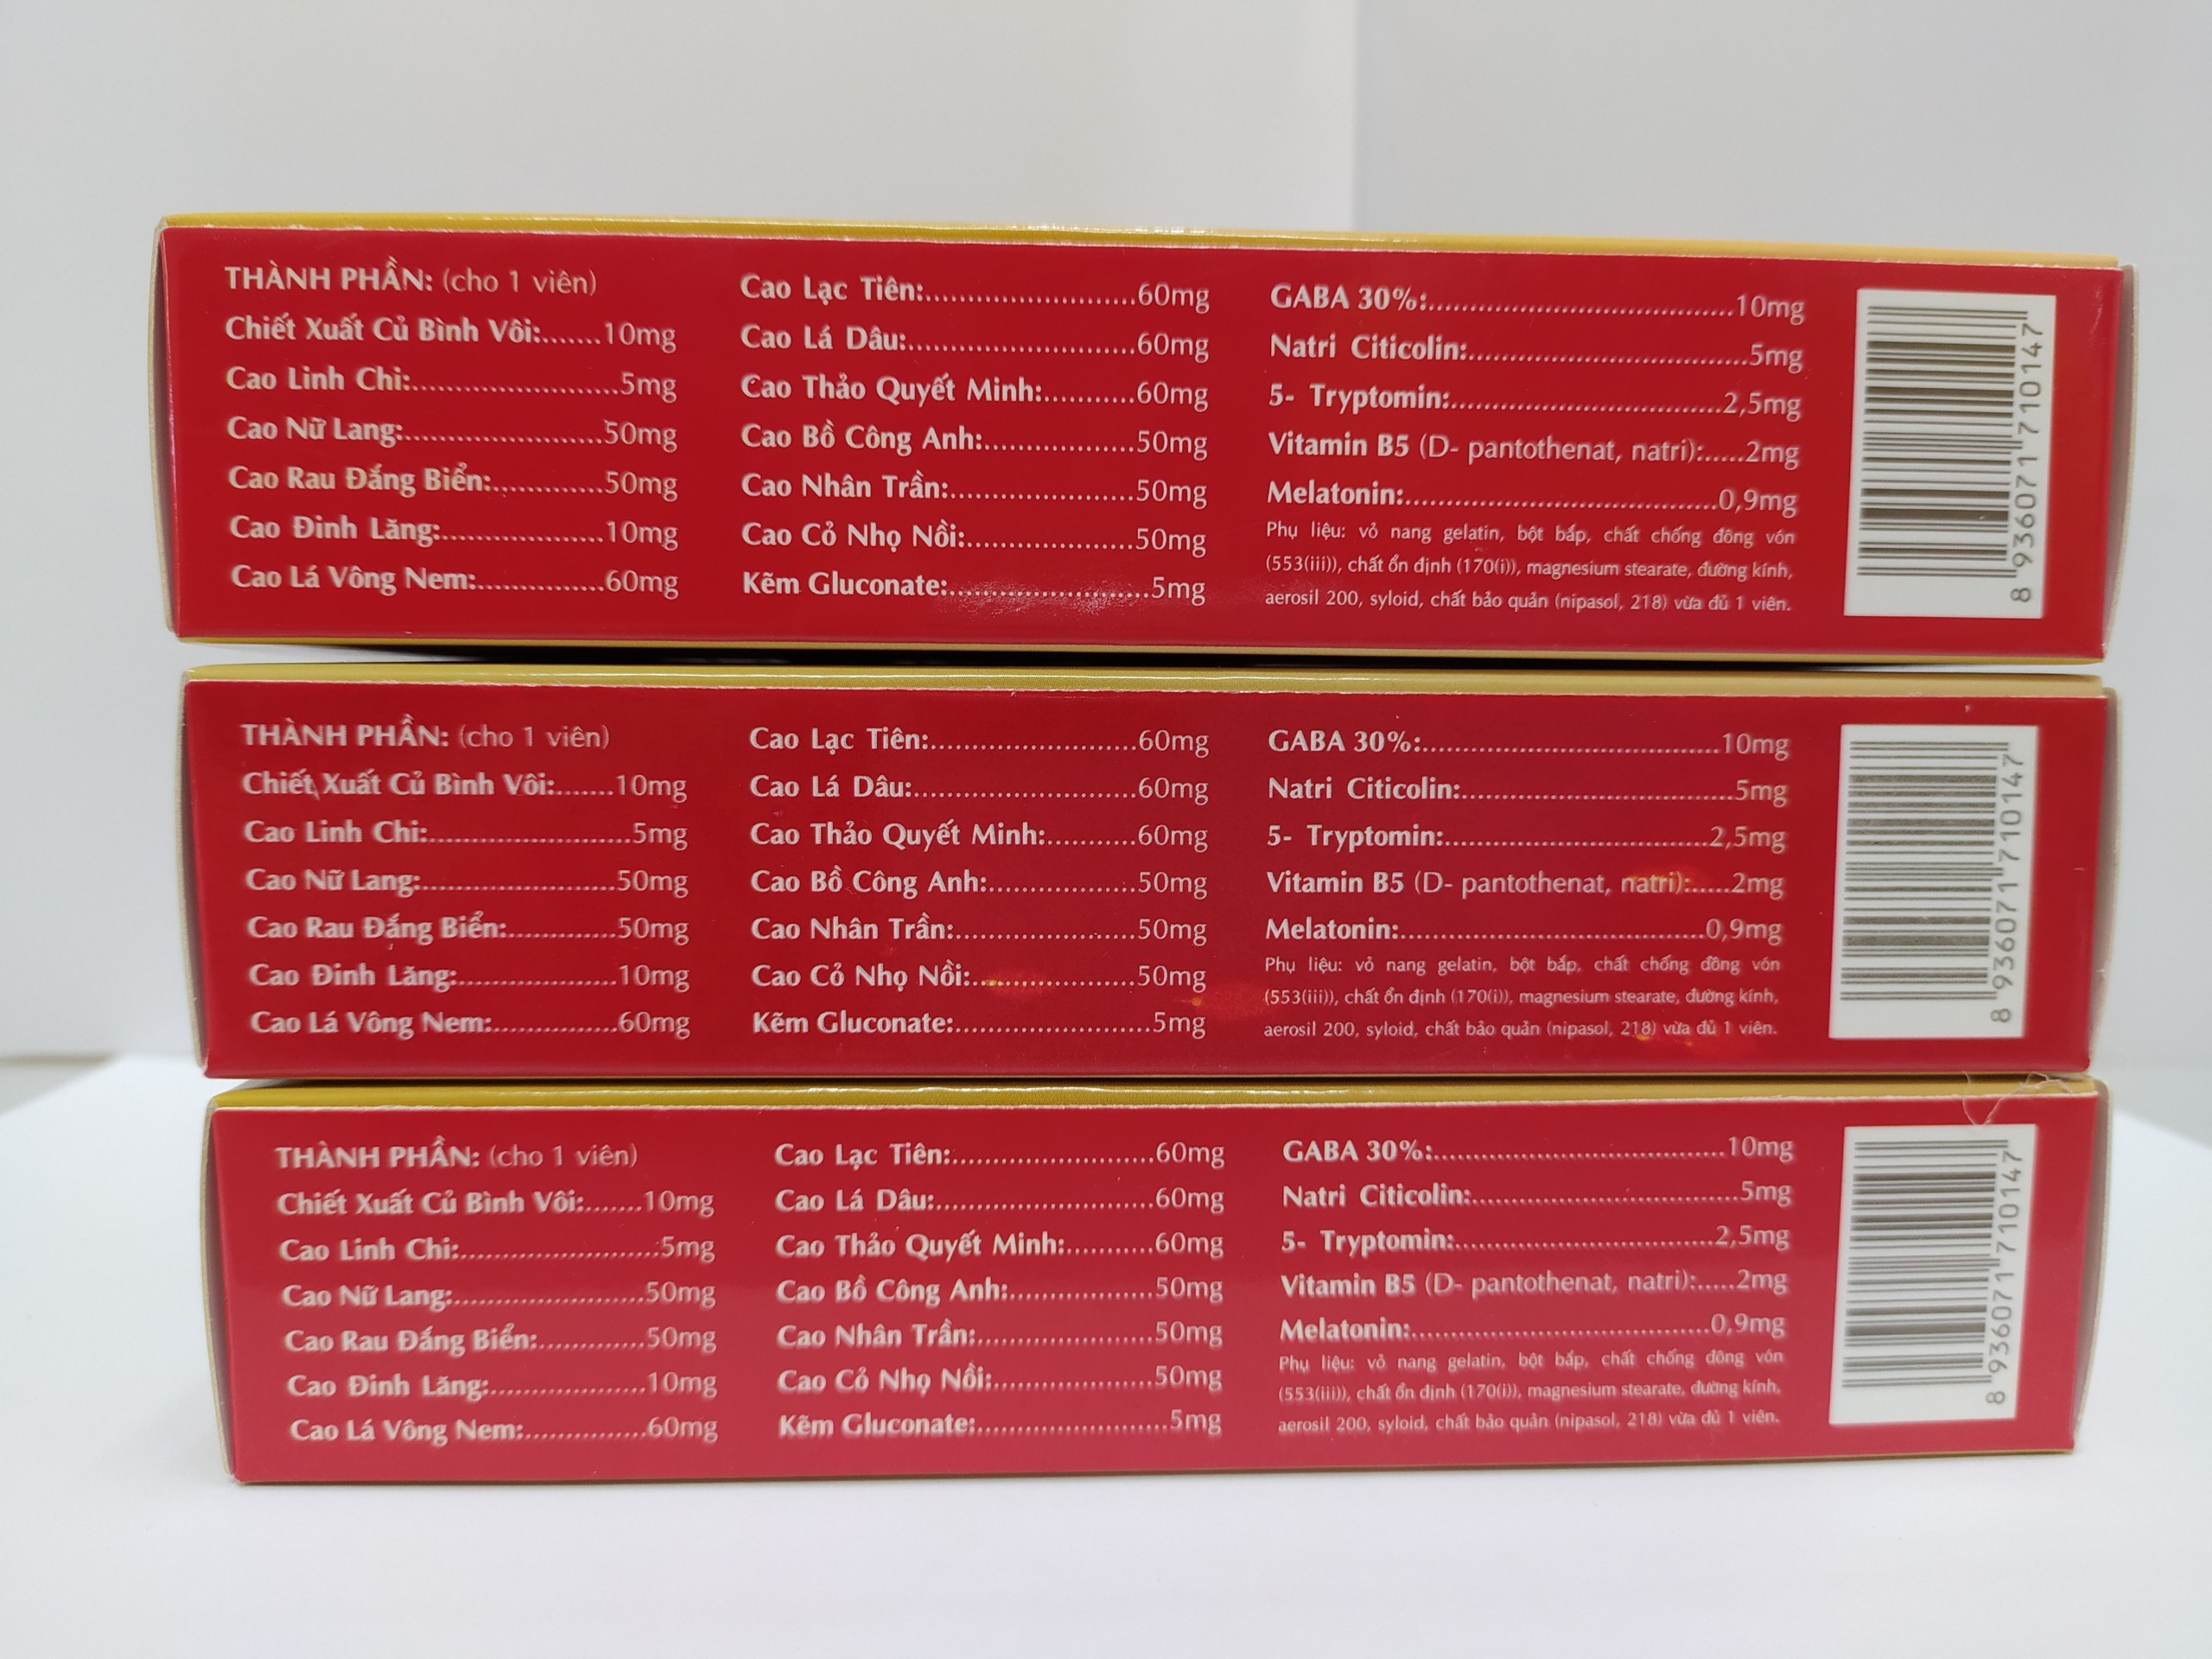 THÀNH PHẦN: (cho 1 viên)
Chiết Xuất Củ Bình Vôi:.......10mg
Cao Linh Chi:.........................5mg
Cao Nữ Lang:........................50mg
Cao Rau Đắng Biển:.............50mg
Cao Đinh Lăng:....................10mg
Cao Lá Vông Nem:...............60mg
Cao Lạc Tiên:..........................60mg
Cao Lá Dâu:............................60mg
Cao Thảo Quyết Minh:...........60mg
Cao Bồ Công Anh:..................50mg
Cao Nhân Trần:.......................50mg
Cao Cỏ Nhọ Nồi:....................50mg
Kẽm Gluconate:........................5mg
GABA 30%:.....................................10mg
Natri Citicolin:..................................5mg
5- Tryptomin:.................................2,5mg
Vitamin B5 (D- pantothenat, natri):.....2mg
Melatonin:......................................0,9mg
Phụ liệu: vỏ nang gelatin, bột bắp, chất chống đông vón
(553(iii)), chất ổn định (170(i)), magnesium stearate, đường kính,
aerosil 200, syloid, chất bảo quản (nipasol, 218) vừa đủ 1 viên.
8 936071 710147
THÀNH PHẦN: (cho 1 viên)
Chiết Xuất Củ Bình Vôi:.......10mg
Cao Linh Chi:.........................5mg
Cao Nữ Lang:........................50mg
Cao Rau Đắng Biển:.............50mg
Cao Đinh Lăng:....................10mg
Cao Lá Vông Nem:...............60mg
Cao Lạc Tiên:..........................60mg
Cao Lá Dâu:............................60mg
Cao Thảo Quyết Minh:...........60mg
Cao Bồ Công Anh:..................50mg
Cao Nhân Trần:.......................50mg
Cao Cỏ Nhọ Nồi:....................50mg
Kẽm Gluconate:........................5mg
GABA 30%:.....................................10mg
Natri Citicolin:..................................5mg
5- Tryptomin:.................................2,5mg
Vitamin B5 (D- pantothenat, natri):.....2mg
Melatonin:......................................0,9mg
Phụ liệu: vỏ nang gelatin, bột bắp, chất chống đông vón
(553(iii)), chất ổn định (170(i)), magnesium stearate, đường kính,
aerosil 200, syloid, chất bảo quản (nipasol, 218) vừa đủ 1 viên.
8 936071 710147
THÀNH PHẦN: (cho 1 viên)
Chiết Xuất Củ Bình Vôi:.......10mg
Cao Linh Chi:.........................5mg
Cao Nữ Lang:........................50mg
Cao Rau Đắng Biển:.............50mg
Cao Đinh Lăng:....................10mg
Cao Lá Vông Nem:...............60mg
Cao Lạc Tiên:..........................60mg
Cao Lá Dâu:............................60mg
Cao Thảo Quyết Minh:...........60mg
Cao Bồ Công Anh:..................50mg
Cao Nhân Trần:.......................50mg
Cao Cỏ Nhọ Nồi:....................50mg
Kẽm Gluconate:........................5mg
GABA 30%:.....................................10mg
Natri Citicolin:..................................5mg
5- Tryptomin:.................................2,5mg
Vitamin B5 (D- pantothenat, natri):.....2mg
Melatonin:......................................0,9mg
Phụ liệu: vỏ nang gelatin, bột bắp, chất chống đông vón
(553(iii)), chất ổn định (170(i)), magnesium stearate, đường kính,
aerosil 200, syloid, chất bảo quản (nipasol, 218) vừa đủ 1 viên.
8 936071 710147